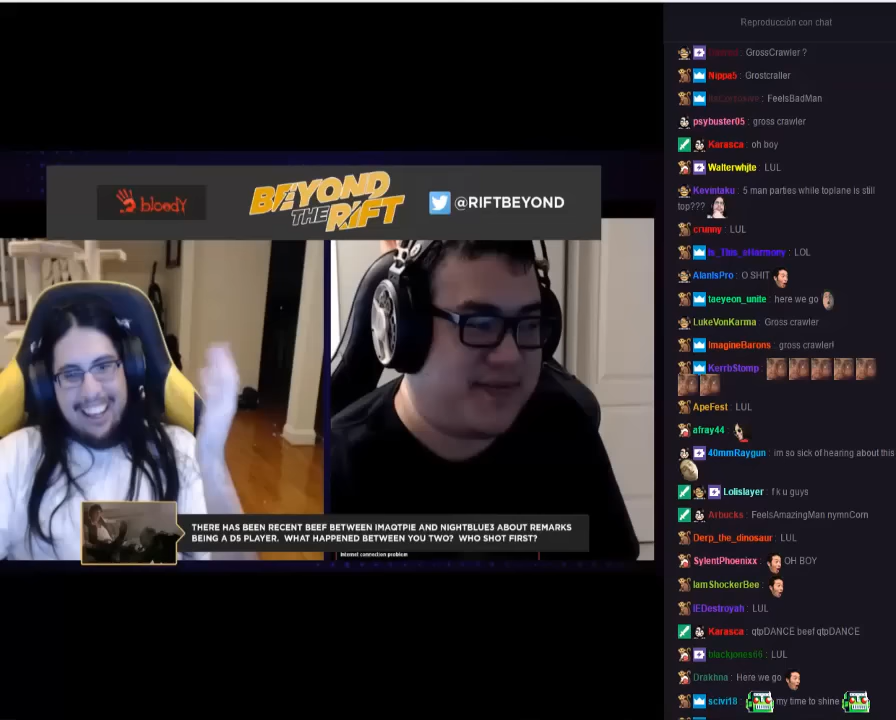 Reproducción con chat
bloody
BEYOND
THE RIFT
@RIFTBEYOND
THERE HAS BEEN RECENT BEEF BETWEEN IMAQTPIE AND NIGHTBLUE3 ABOUT REMARKS
BEING A D5 PLAYER. WHAT HAPPENED BETWEEN YOU TWO? WHO SHOT FIRST?
Internet connection problem
: GrossCrawler ?
Nippa5 : Grostcraller
: FeelsBadMan
psybuster05 : gross crawler
Karasca : oh boy
Walterwhjte : LUL
Kevintaku : 5 man parties while toplane is still
top???
crunny : LUL
Is_This_aHarmony : LOL
AlanIsPro : O SHIT
taeyeon_unite : here we go
LukeVonKarma : Gross crawler
ImagineBarons : gross crawler!
KerrbStomp :
ApeFest : LUL
afray44 :
40mmRaygun : im so sick of hearing about this
Lolislayer : f k u guys
Arbucks : FeelsAmazingMan nymnCorn
Derp_the_dinosaur : LUL
SylentPhoenixx : OH BOY
IamShockerBee :
iEDestroyah : LUL
Karasca : qtpDANCE beef qtpDANCE
blackjones66 : LUL
Drakhna : Here we go
scivi18 : my time to shine